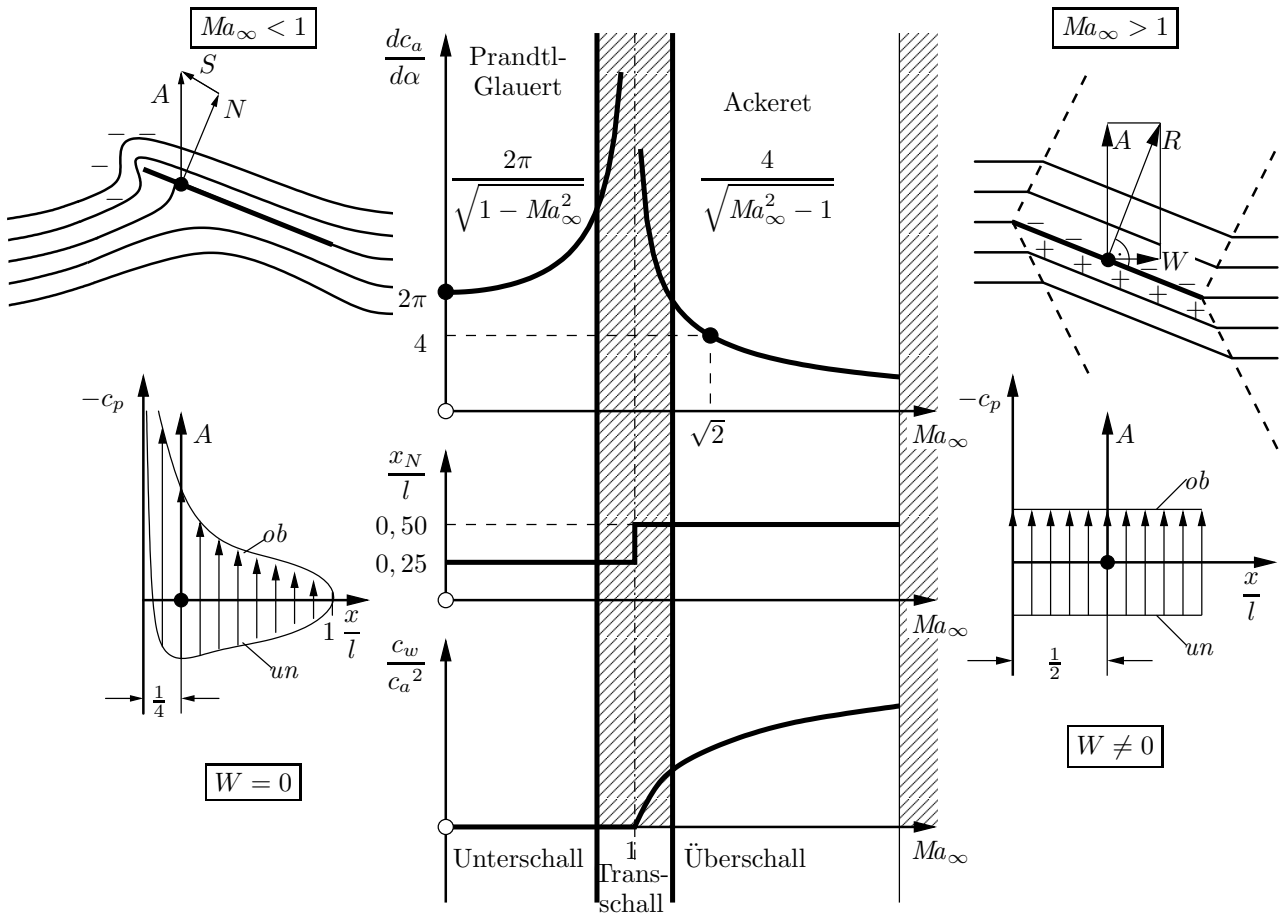 Ma∞ < 1
S
A
N
− −
−
−
dc_a/dα
Prandtl-
Glauert
2π/√(1 − Ma∞²)
2π
4
Ackeret
4/√(Ma∞² − 1)
√2
Ma∞
Ma∞ > 1
A
R
W
− − − −
+ + + + +
−c_p
A
ob
un
1
x/l
1/4
W = 0
x_N/l
0, 50
0, 25
Ma∞
c_w/c_a²
1
Ma∞
Unterschall
Trans-
schall
Überschall
−c_p
A
ob
un
x/l
1/2
W ≠ 0